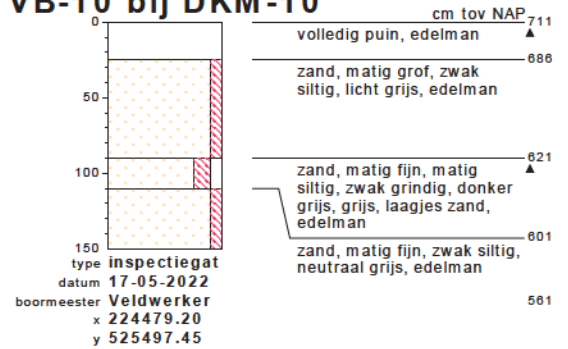 VB-10 bij DKM-10
cm tov NAP
0
711
volledig puin, edelman
686
zand, matig grof, zwak
siltig, licht grijs, edelman
50
621
zand, matig fijn, matig
siltig, zwak grindig, donker
grijs, grijs, laagjes zand,
edelman
100
601
zand, matig fijn, zwak siltig,
neutraal grijs, edelman
150
561
type inspectiegat
datum 17-05-2022
boormeester Veldwerker
x 224479.20
y 525497.45